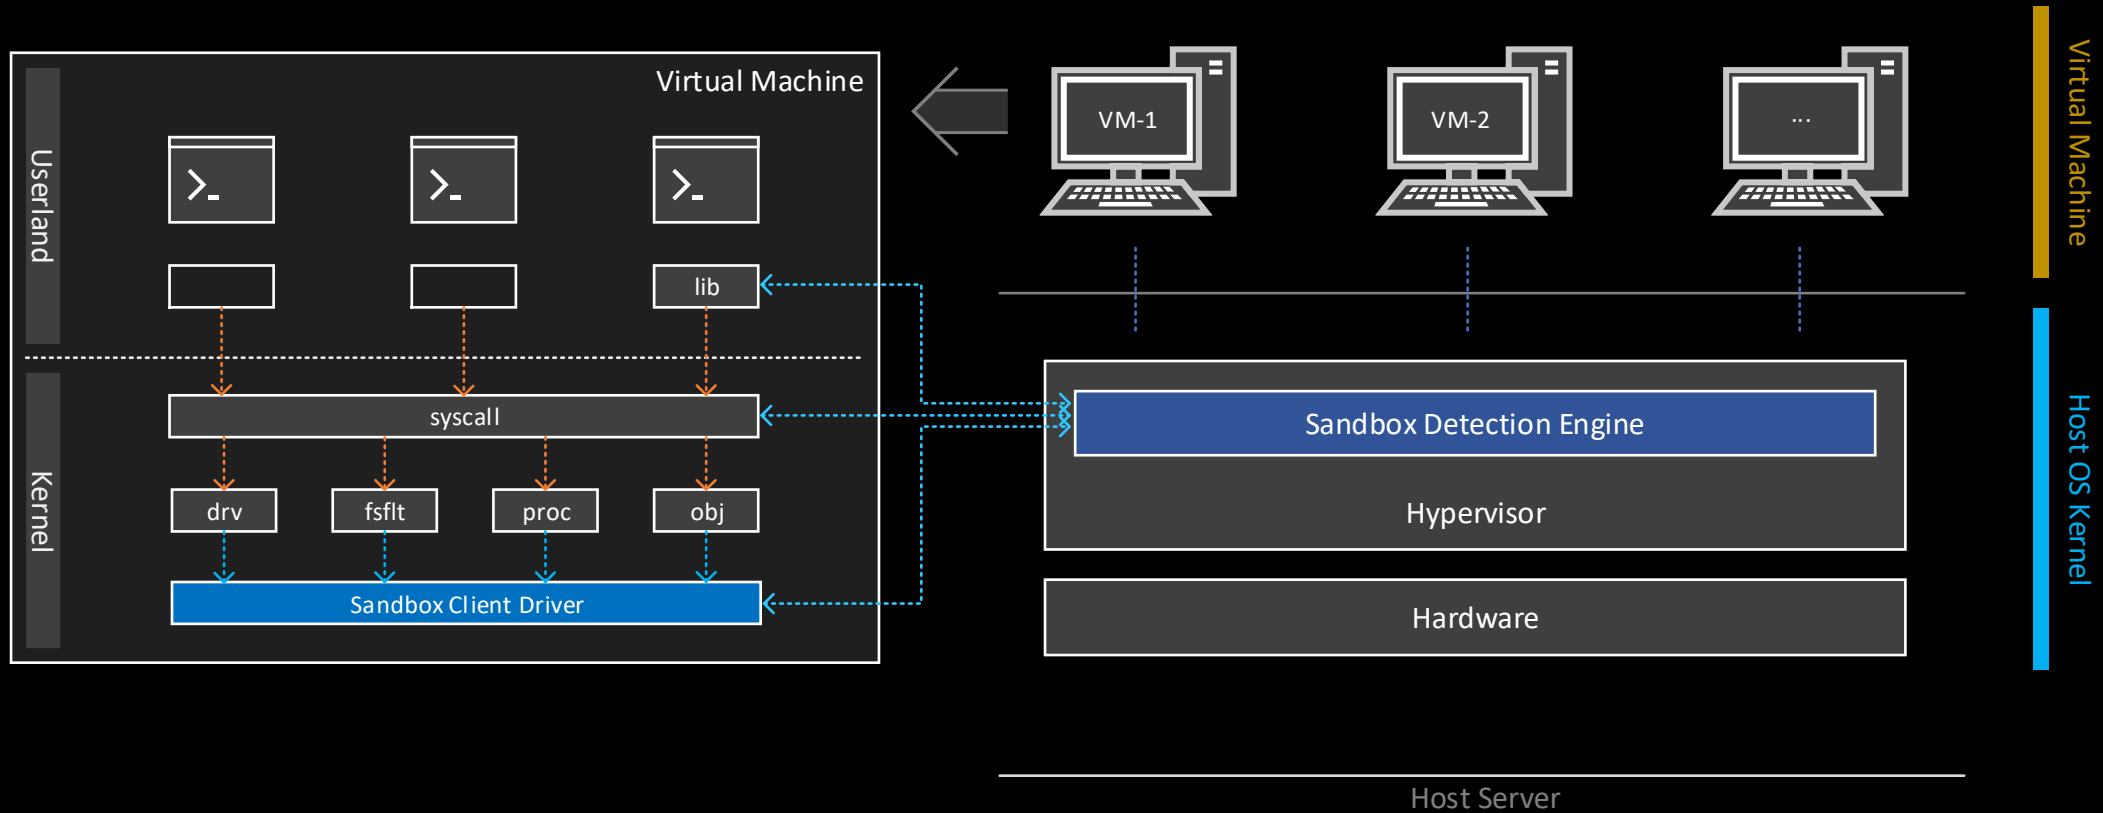 Virtual Machine
Userland
lib
Kernel
syscall
drv
fsflt
proc
obj
Sandbox Client Driver
VM-1
VM-2
...
Sandbox Detection Engine
Hypervisor
Hardware
Host Server
Virtual Machine
Host OS Kernel